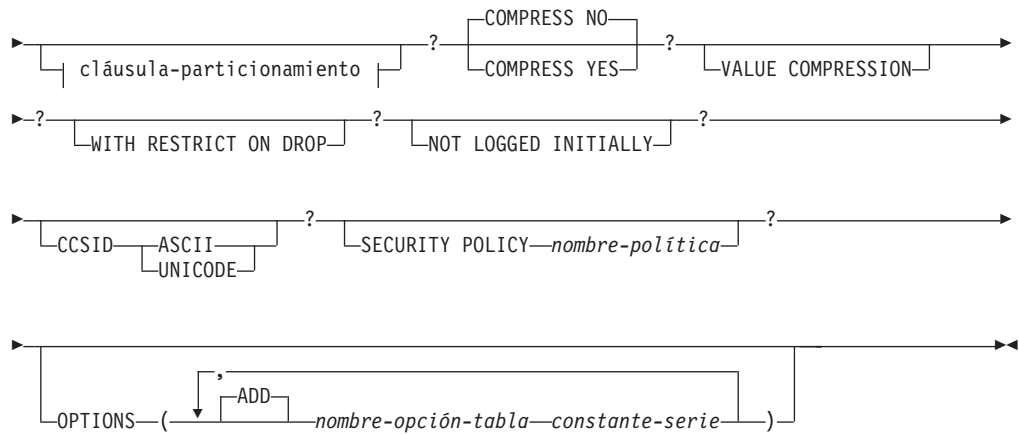 COMPRESS NO
cláusula-particionamiento ? COMPRESS YES ? VALUE COMPRESSION
? WITH RESTRICT ON DROP ? NOT LOGGED INITIALLY ?
CCSID ASCII ? SECURITY POLICY nombre-política ?
UNICODE
,
ADD
OPTIONS ( nombre-opción-tabla constante-serie )